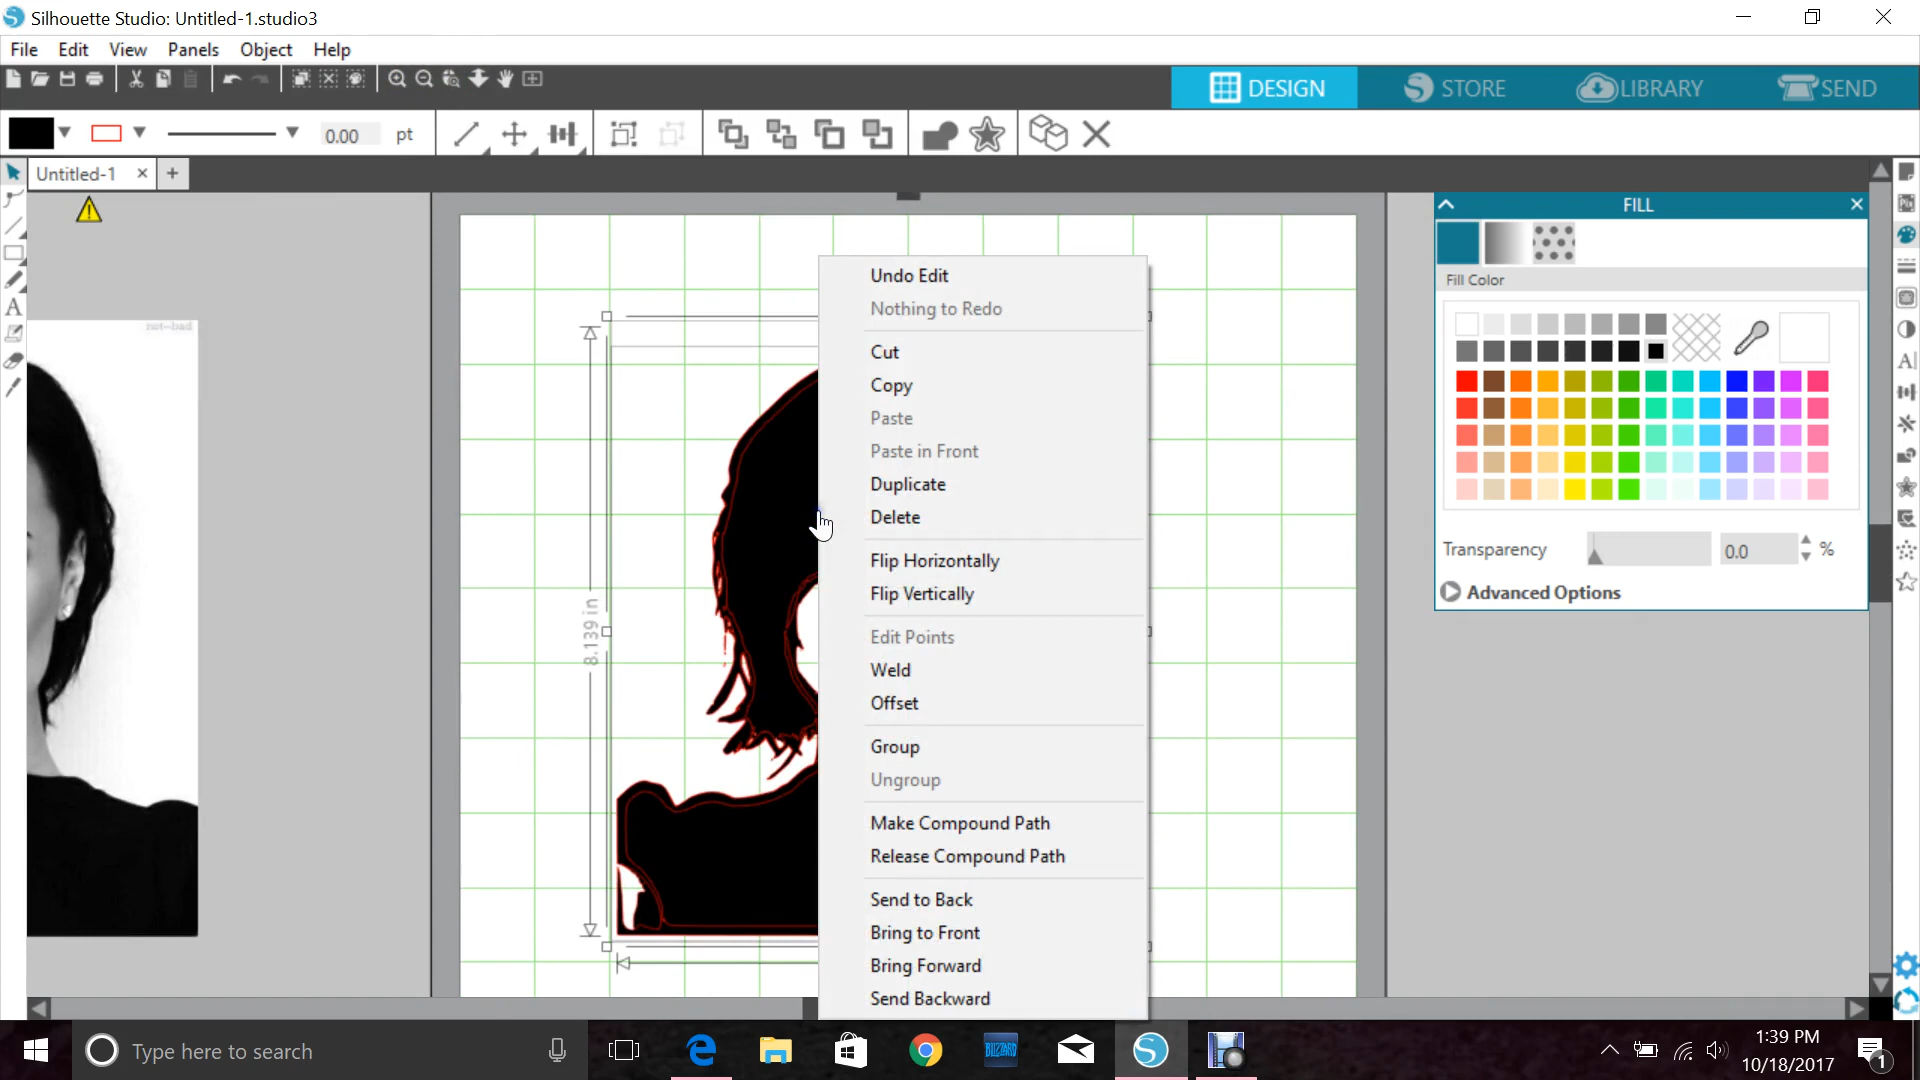 Silhouette Studio: Untitled-1.studio3
File Edit View Panels Object Help
DESIGN STORE LIBRARY SEND
0.00 pt
Untitled-1
not-bad
FILL
Fill Color
Transparency 0.0 %
Advanced Options
Undo Edit
Nothing to Redo
Cut
Copy
Paste
Paste in Front
Duplicate
Delete
Flip Horizontally
Flip Vertically
Edit Points
Weld
Offset
Group
Ungroup
Make Compound Path
Release Compound Path
Send to Back
Bring to Front
Bring Forward
Send Backward
8.139 in
Type here to search
BLIZZARD
1:39 PM
10/18/2017
1